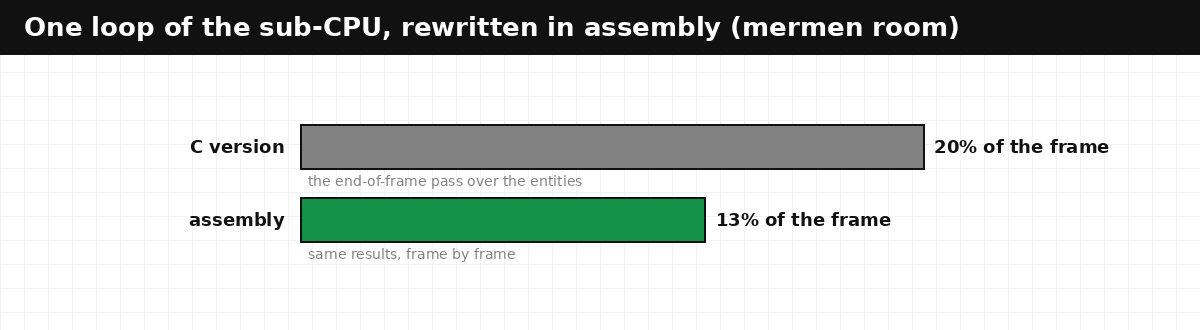 One loop of the sub-CPU, rewritten in assembly (mermen room)
C version 20% of the frame
the end-of-frame pass over the entities
assembly 13% of the frame
same results, frame by frame